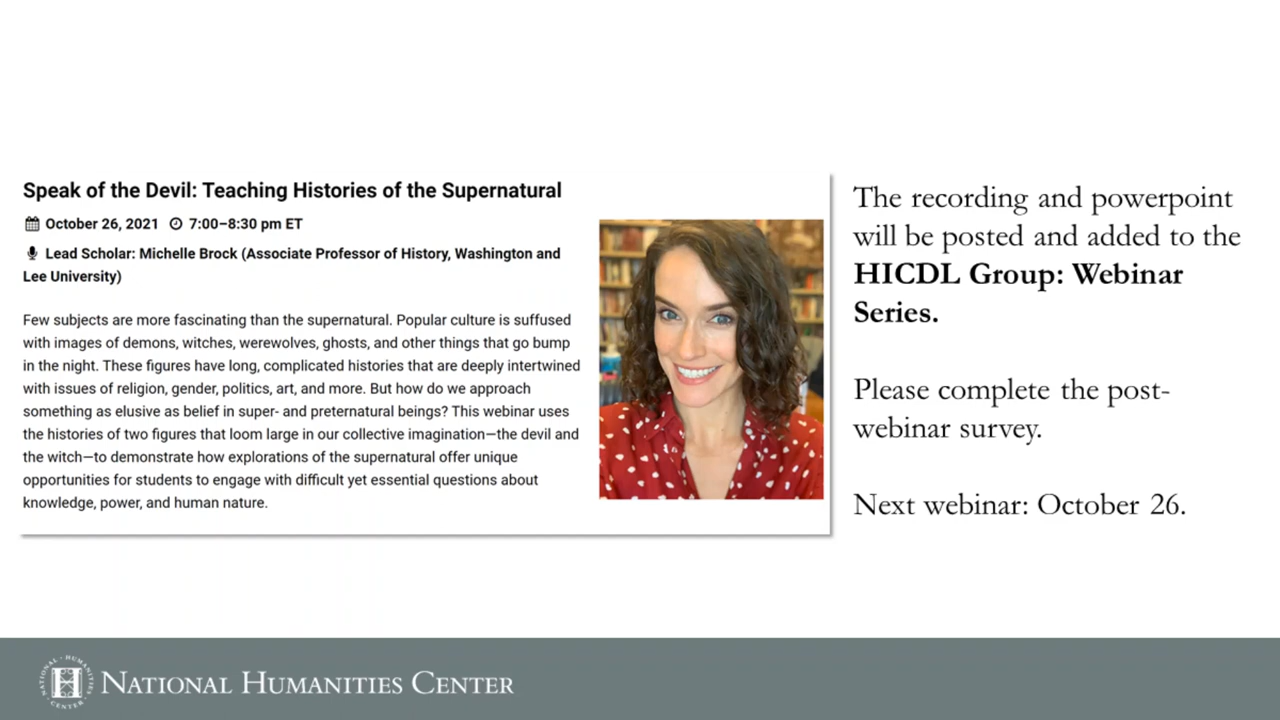 Speak of the Devil: Teaching Histories of the Supernatural
October 26, 2021 7:00–8:30 pm ET
Lead Scholar: Michelle Brock (Associate Professor of History, Washington and
Lee University)
Few subjects are more fascinating than the supernatural. Popular culture is suffused
with images of demons, witches, werewolves, ghosts, and other things that go bump
in the night. These figures have long, complicated histories that are deeply intertwined
with issues of religion, gender, politics, art, and more. But how do we approach
something as elusive as belief in super- and preternatural beings? This webinar uses
the histories of two figures that loom large in our collective imagination—the devil and
the witch—to demonstrate how explorations of the supernatural offer unique
opportunities for students to engage with difficult yet essential questions about
knowledge, power, and human nature.
The recording and powerpoint
will be posted and added to the
HICDL Group: Webinar
Series.
Please complete the post-
webinar survey.
Next webinar: October 26.
NATIONAL · HUMANITIES · CENTER ·
H
NATIONAL HUMANITIES CENTER